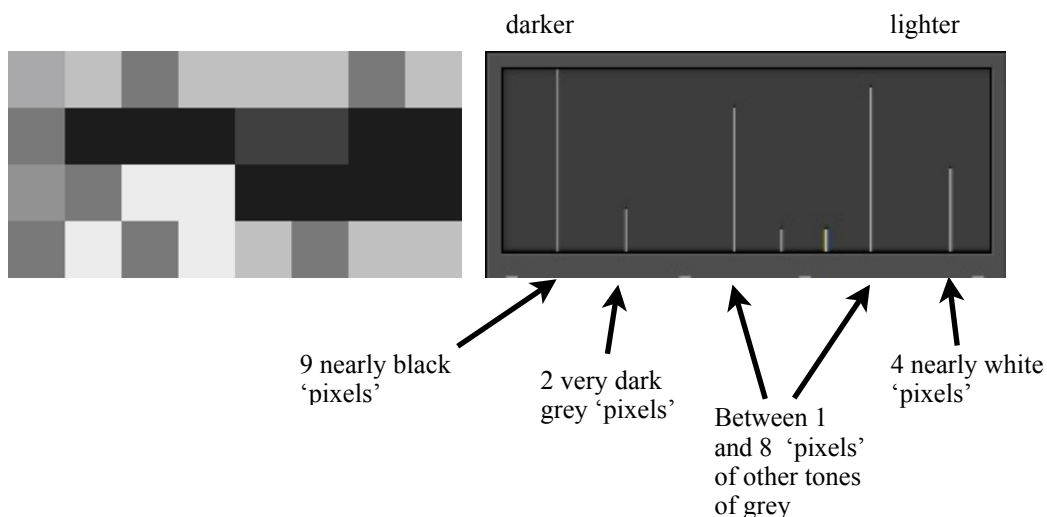 darker
lighter
9 nearly black
‘pixels’
2 very dark
grey ‘pixels’
Between 1
and 8 ‘pixels’
of other tones
of grey
4 nearly white
‘pixels’